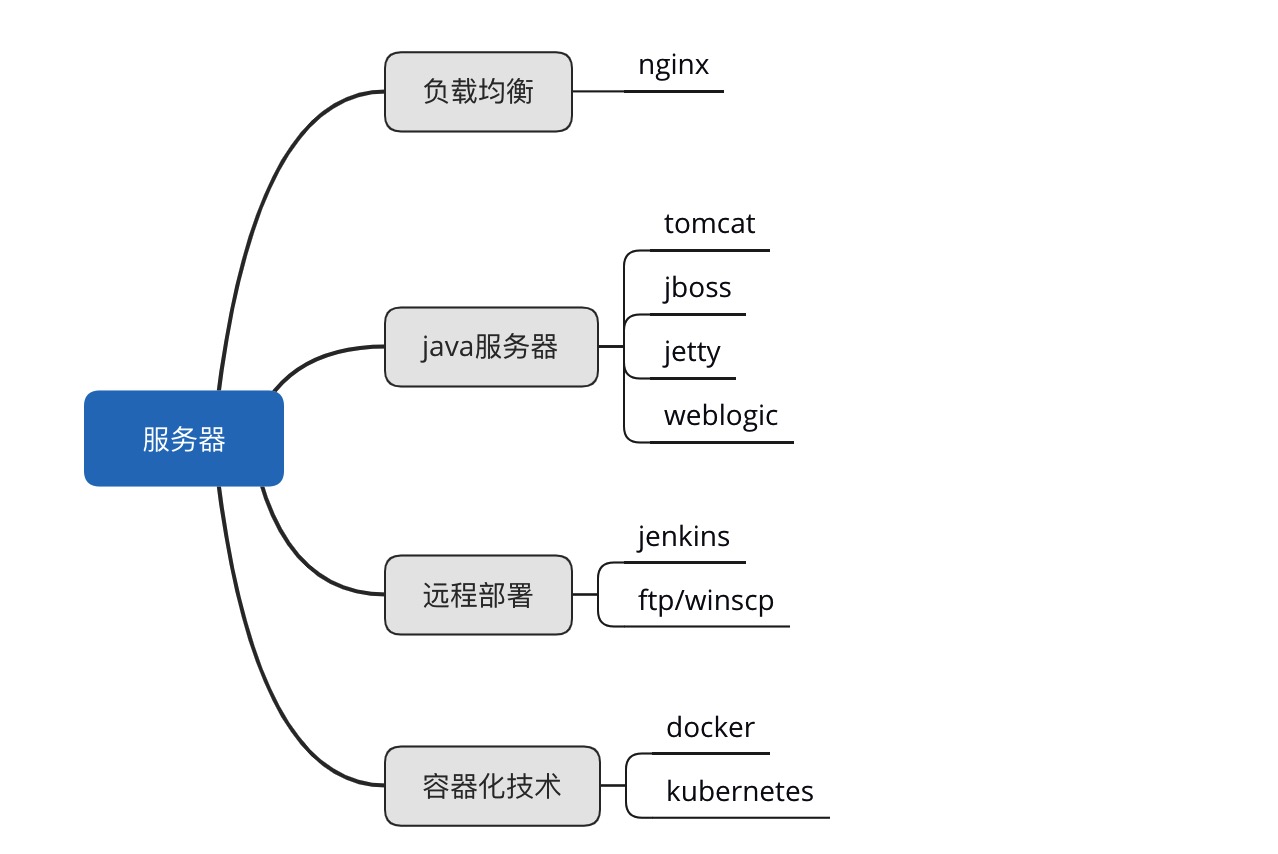 服务器
负载均衡
nginx
java服务器
tomcat
jboss
jetty
weblogic
远程部署
jenkins
ftp/winscp
容器化技术
docker
kubernetes